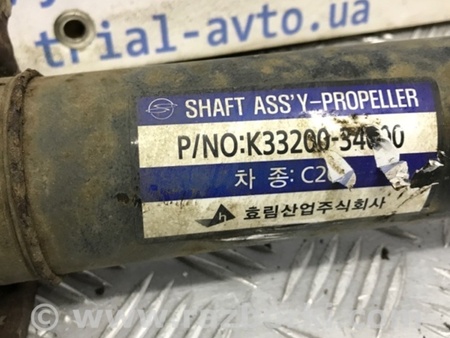 trial-avto.ua
SHAFT ASS'Y-PROPELLER
P/NO:K33200-34000
차 종: C2
효림산업주식회사